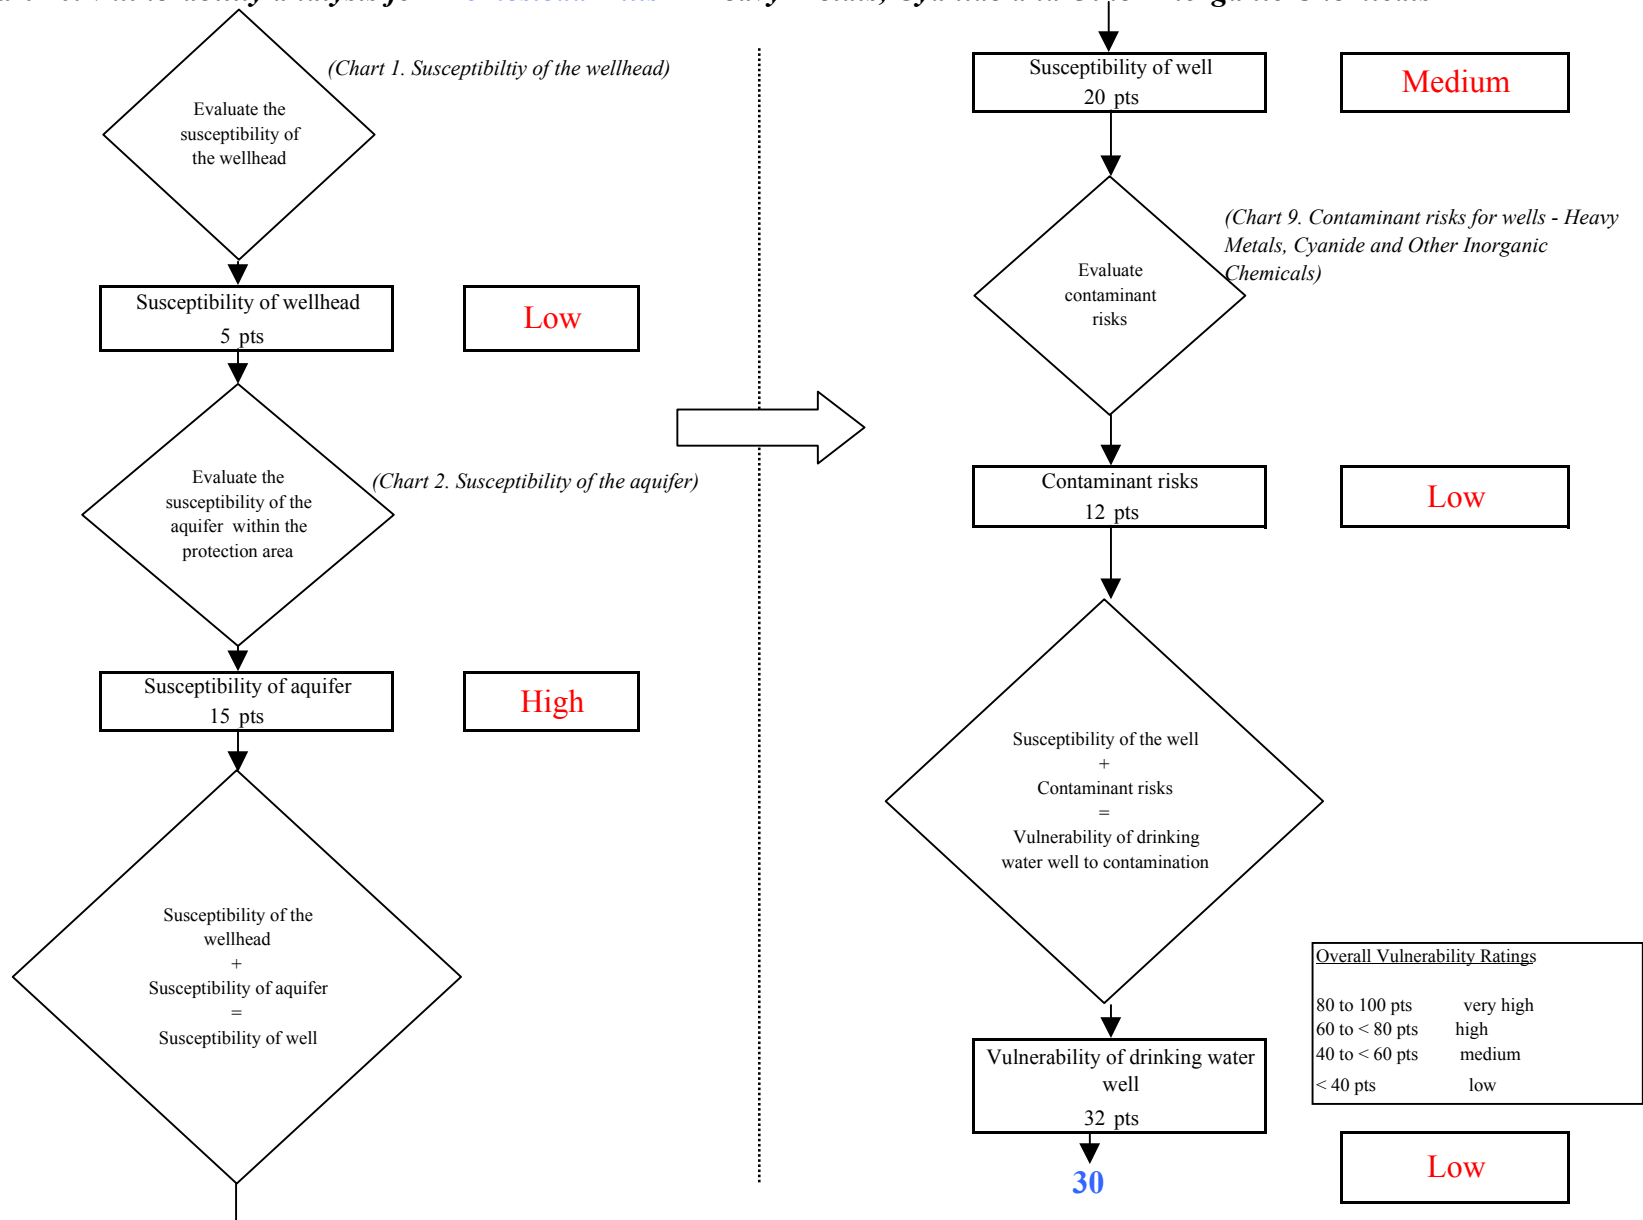 (Chart 1. Susceptibiltiy of the wellhead)
Evaluate the
susceptibility of
the wellhead
Susceptibility of wellhead
5 pts
Low
Evaluate the
susceptibility of the
aquifer within the
protection area
(Chart 2. Susceptibility of the aquifer)
Susceptibility of aquifer
15 pts
High
Susceptibility of the
wellhead
+
Susceptibility of aquifer
=
Susceptibility of well
Susceptibility of well
20 pts
Medium
(Chart 9. Contaminant risks for wells - Heavy
Metals, Cyanide and Other Inorganic
Chemicals)
Evaluate
contaminant
risks
Contaminant risks
12 pts
Low
Susceptibility of the well
+
Contaminant risks
=
Vulnerability of drinking
water well to contamination
Overall Vulnerability Ratings
80 to 100 pts very high
60 to < 80 pts high
40 to < 60 pts medium
< 40 pts low
Vulnerability of drinking water
well
32 pts
30
Low